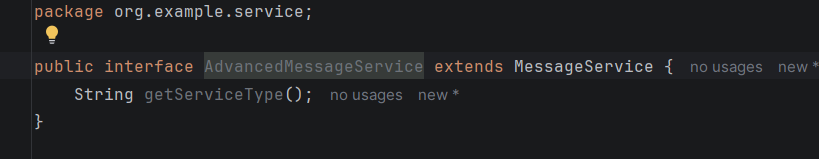 package org.example.service;
public interface AdvancedMessageService extends MessageService { no usages new *
String getServiceType(); no usages new *
}